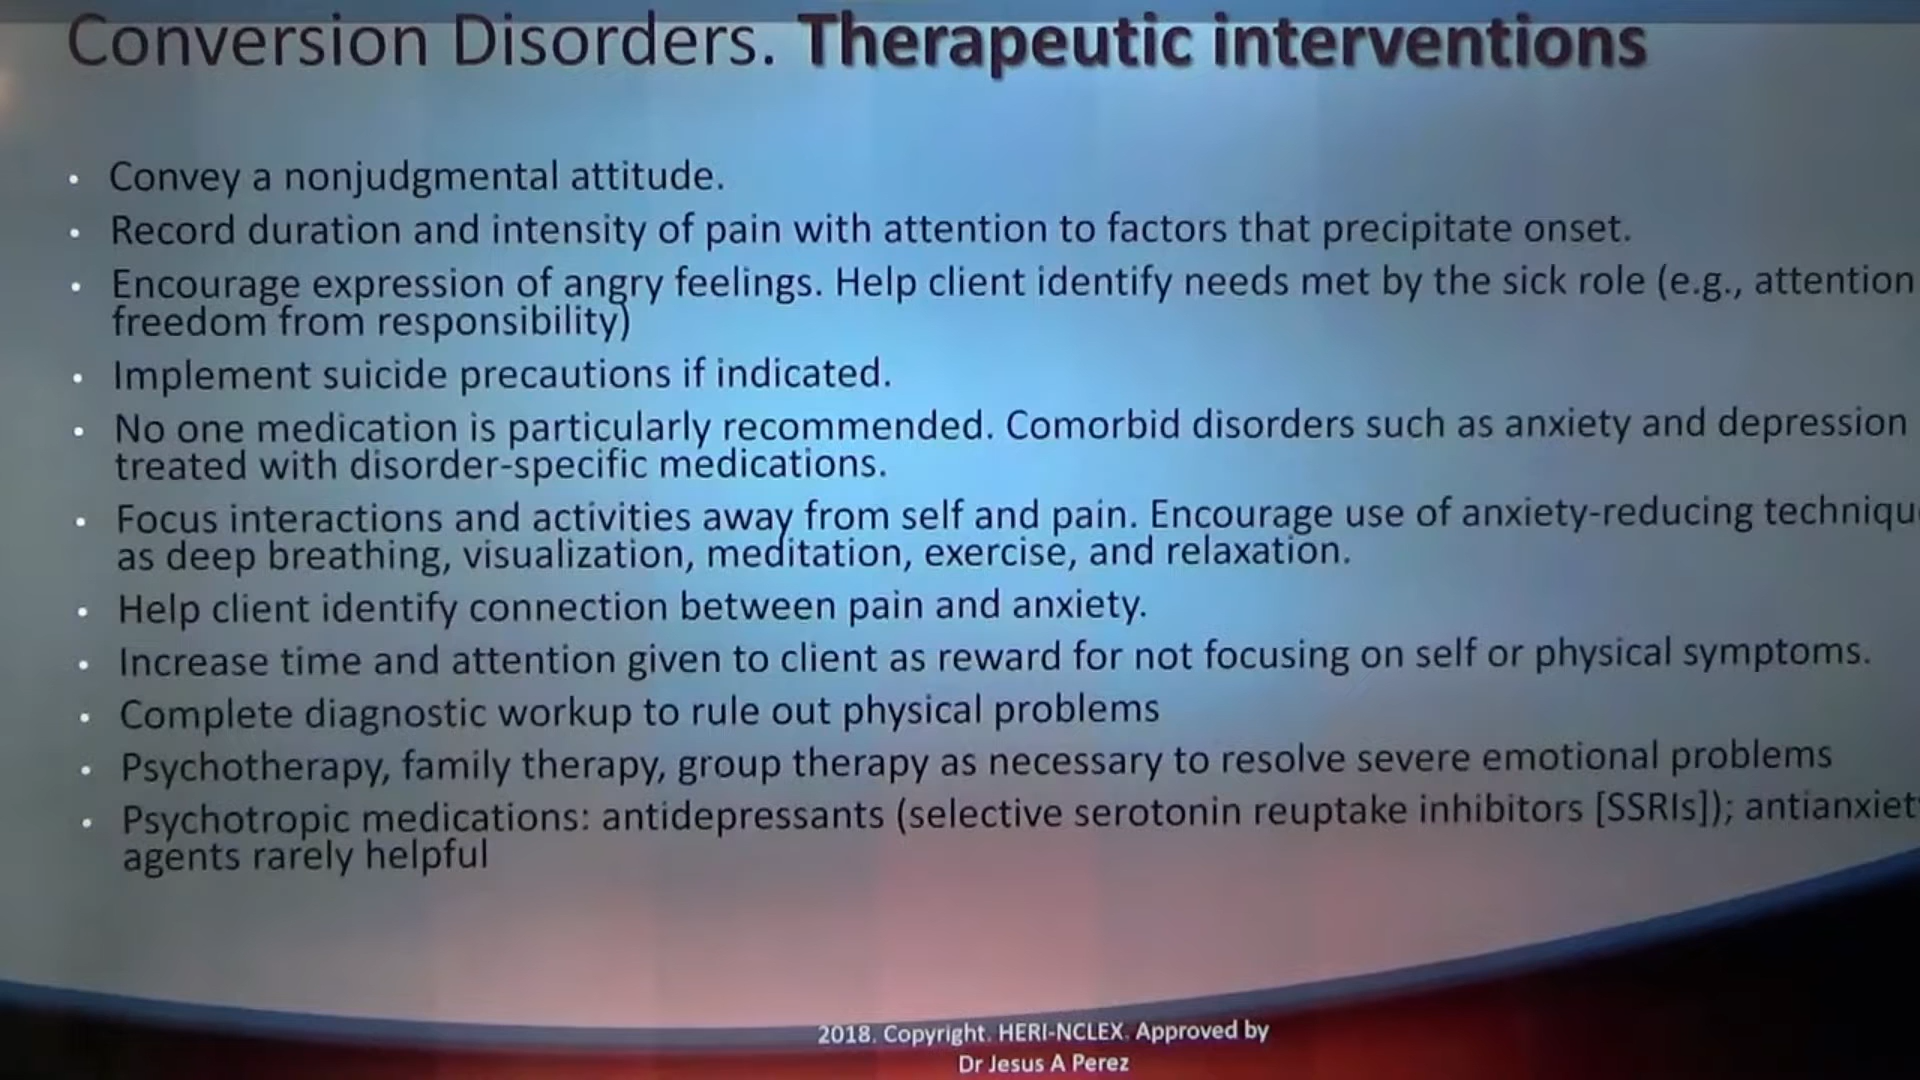 Conversion Disorders. Therapeutic interventions
• Convey a nonjudgmental attitude.
• Record duration and intensity of pain with attention to factors that precipitate onset.
• Encourage expression of angry feelings. Help client identify needs met by the sick role (e.g., attention
freedom from responsibility)
• Implement suicide precautions if indicated.
• No one medication is particularly recommended. Comorbid disorders such as anxiety and depression
treated with disorder-specific medications.
• Focus interactions and activities away from self and pain. Encourage use of anxiety-reducing
as deep breathing, visualization, meditation, exercise, and relaxation.
• Help client identify connection between pain and anxiety.
• Increase time and attention given to client as reward for not focusing on self or physical symptoms.
• Complete diagnostic workup to rule out physical problems
• Psychotherapy, family therapy, group therapy as necessary to resolve severe emotional problems
• Psychotropic medications: antidepressants (selective serotonin reuptake inhibitors [SSRIs]);
agents rarely helpful
2018. Copyright. HERI-NCLEX. Approved by
Dr Jesus A Perez